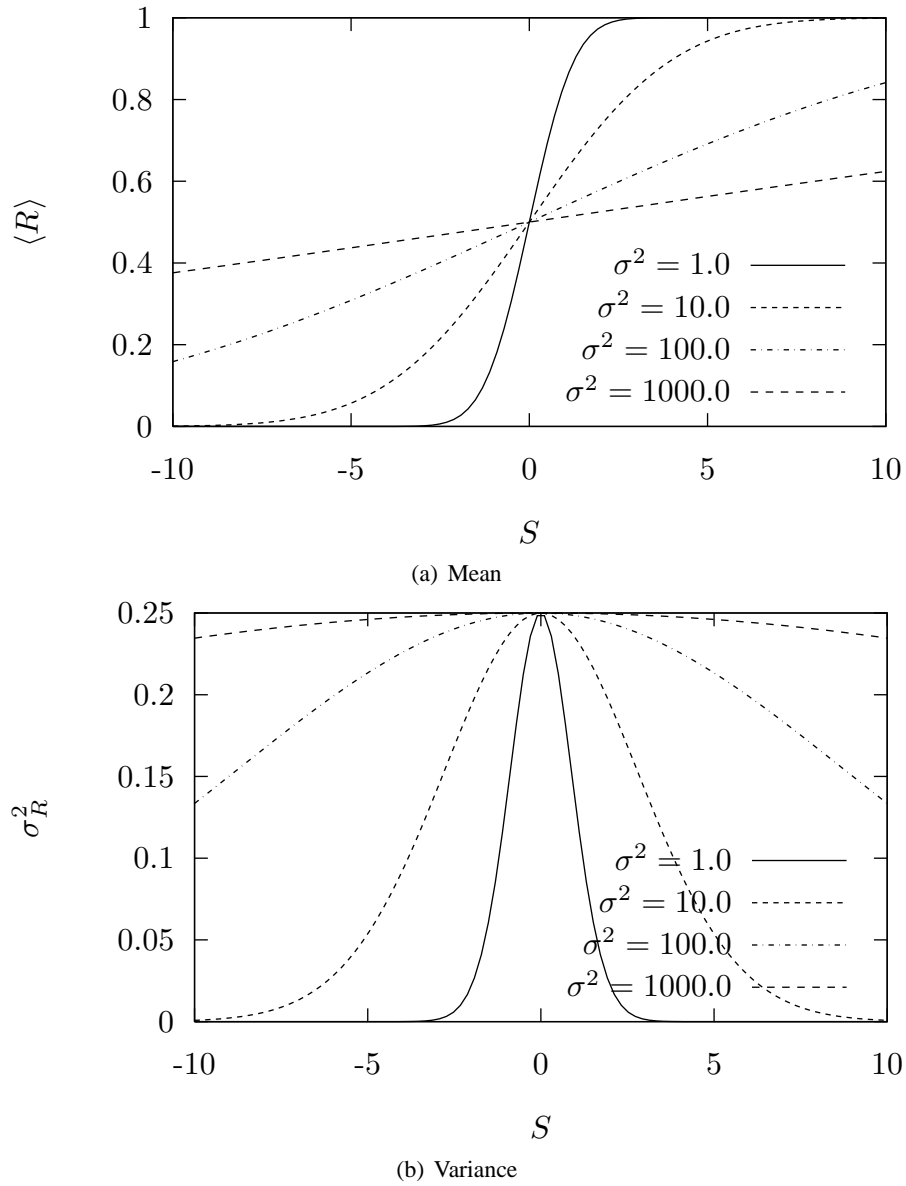 1
0.8
0.6
0.4
0.2
0
⟨R⟩
σ² = 1.0
σ² = 10.0
σ² = 100.0
σ² = 1000.0
-10 -5 0 5 10
S
(a) Mean
0.25
0.2
0.15
0.1
0.05
0
σ²_R
σ² = 1.0
σ² = 10.0
σ² = 100.0
σ² = 1000.0
-10 -5 0 5 10
S
(b) Variance